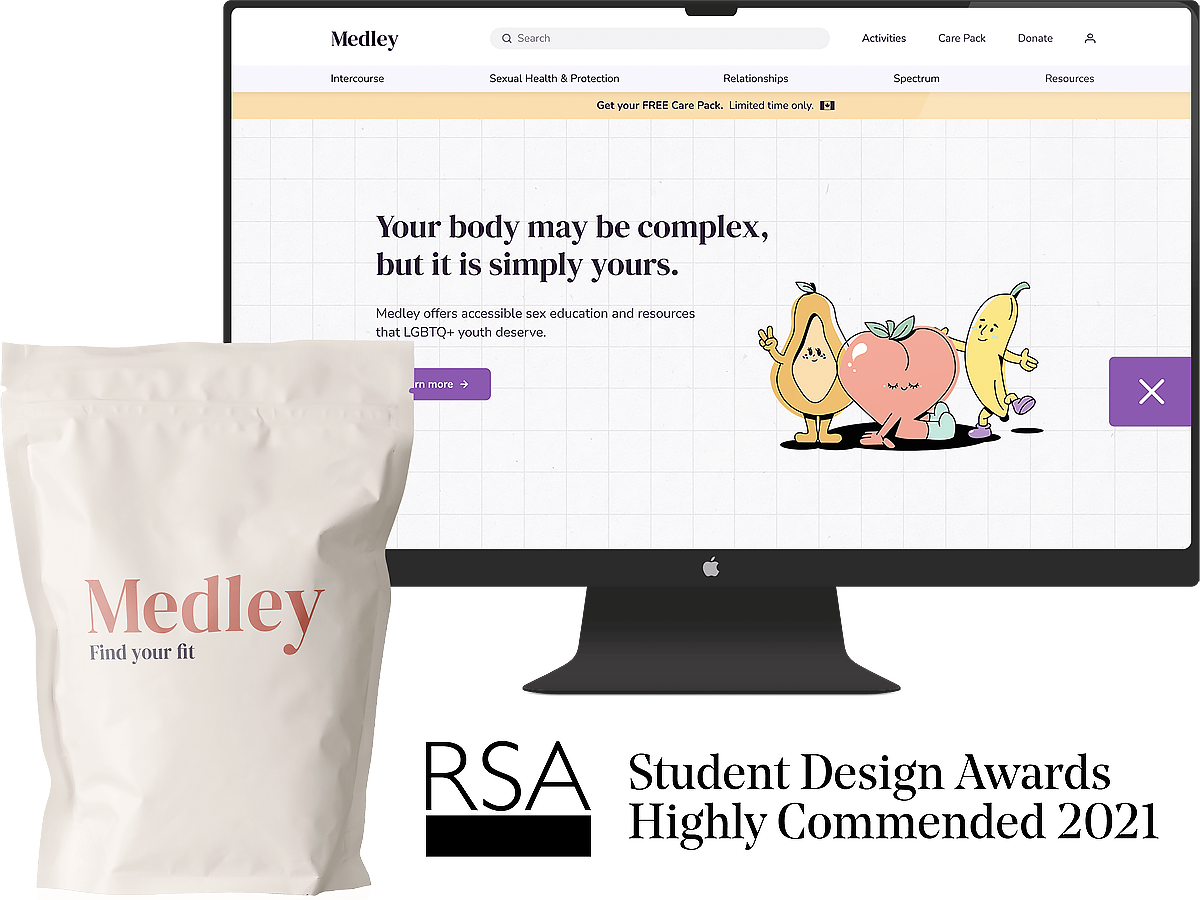 Medley
Search
Activities
Care Pack
Donate
Intercourse
Sexual Health & Protection
Relationships
Spectrum
Resources
Get your FREE Care Pack. Limited time only.
Your body may be complex,
but it is simply yours.
Medley offers accessible sex education and resources
that LGBTQ+ youth deserve.
rn more →
Medley
Find your fit
RSA
Student Design Awards
Highly Commended 2021